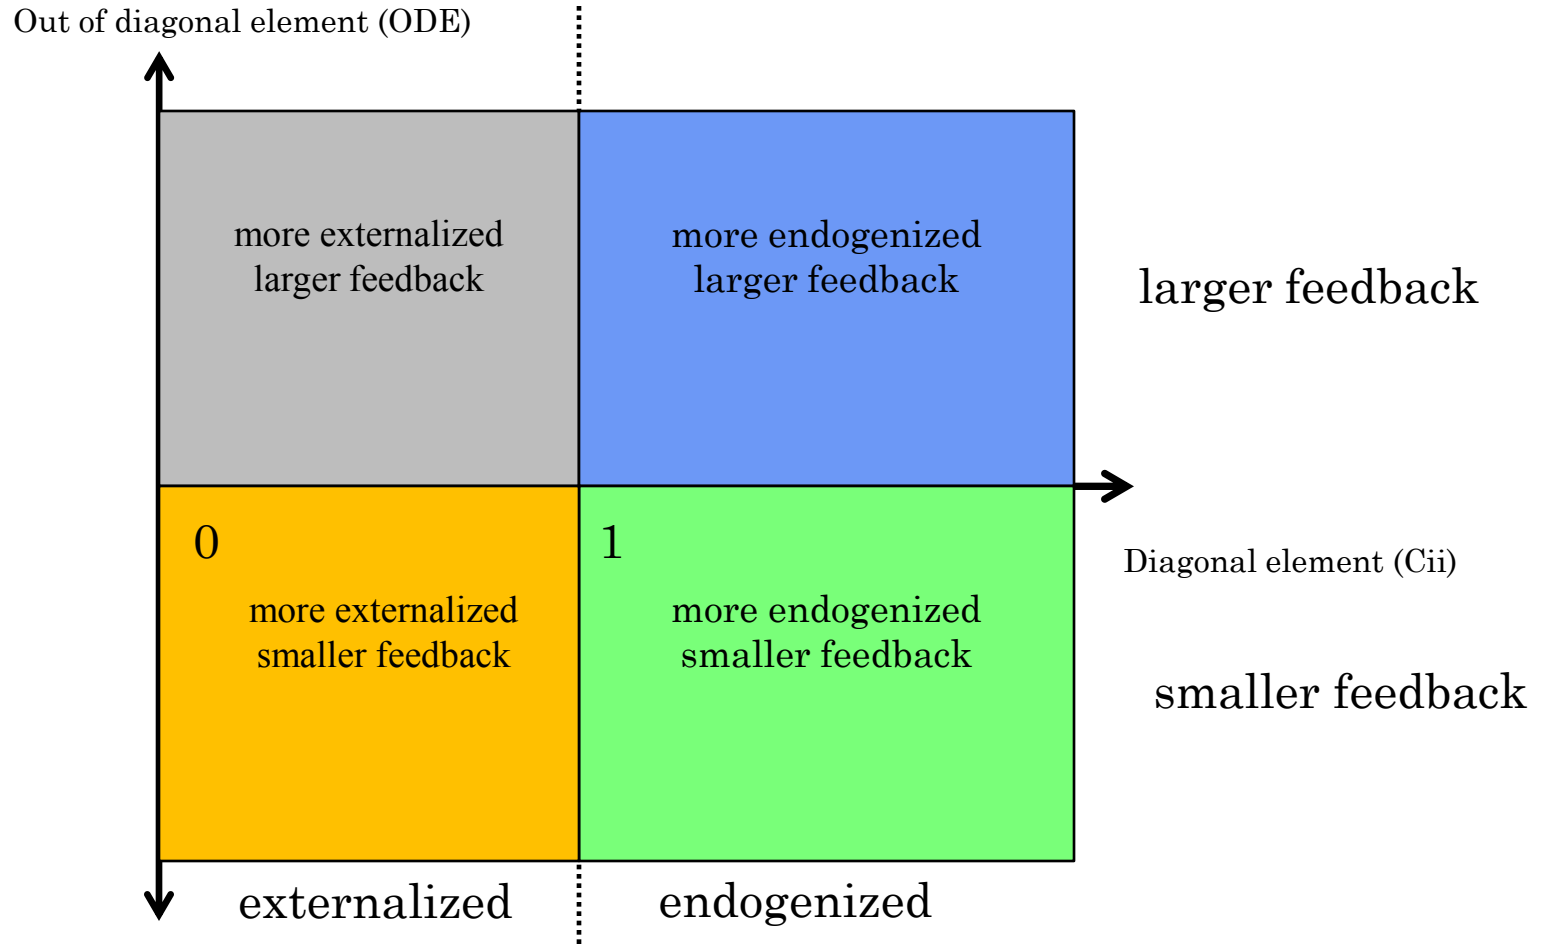 Out of diagonal element (ODE)
more externalized
larger feedback
more endogenized
larger feedback
larger feedback
0
1
Diagonal element (Cii)
more externalized
smaller feedback
more endogenized
smaller feedback
smaller feedback
externalized
endogenized